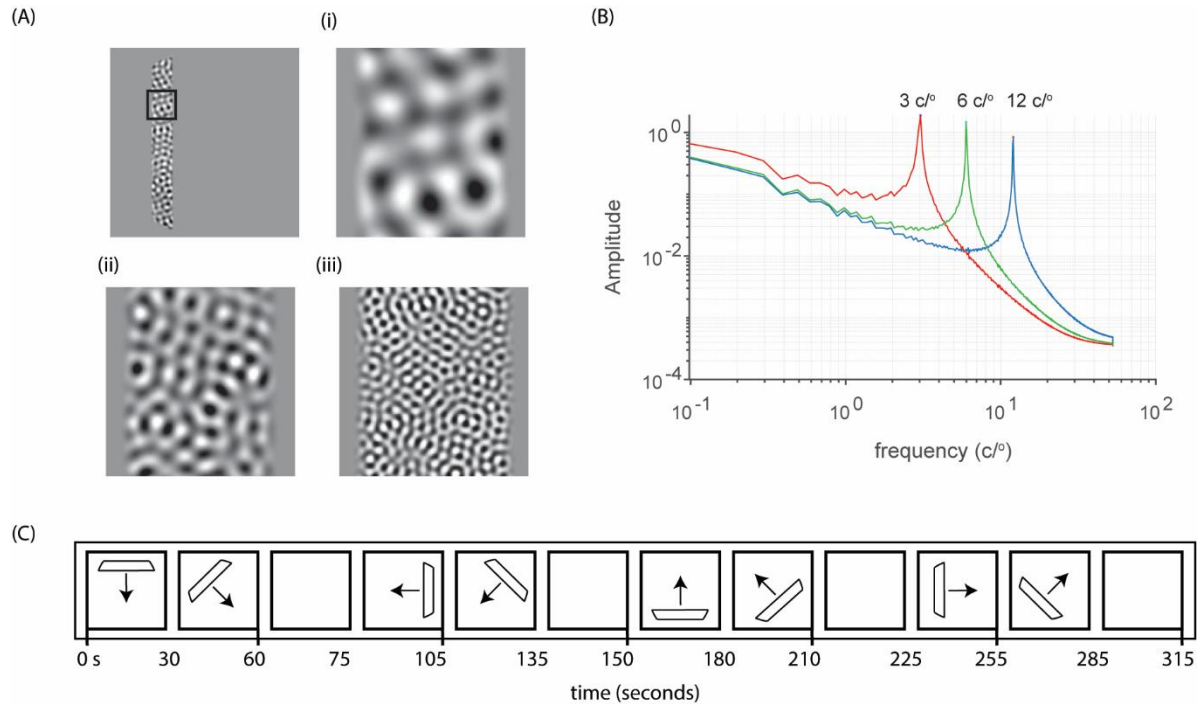 (A)
(i)
(B)
3 c/° 6 c/° 12 c/°
10⁰
10⁻²
10⁻⁴
Amplitude
10⁻¹ 10⁰ 10¹ 10²
frequency (c/°)
(ii) (iii)
(C)
0 s 30 60 75 105 135 150 180 210 225 255 285 315
time (seconds)